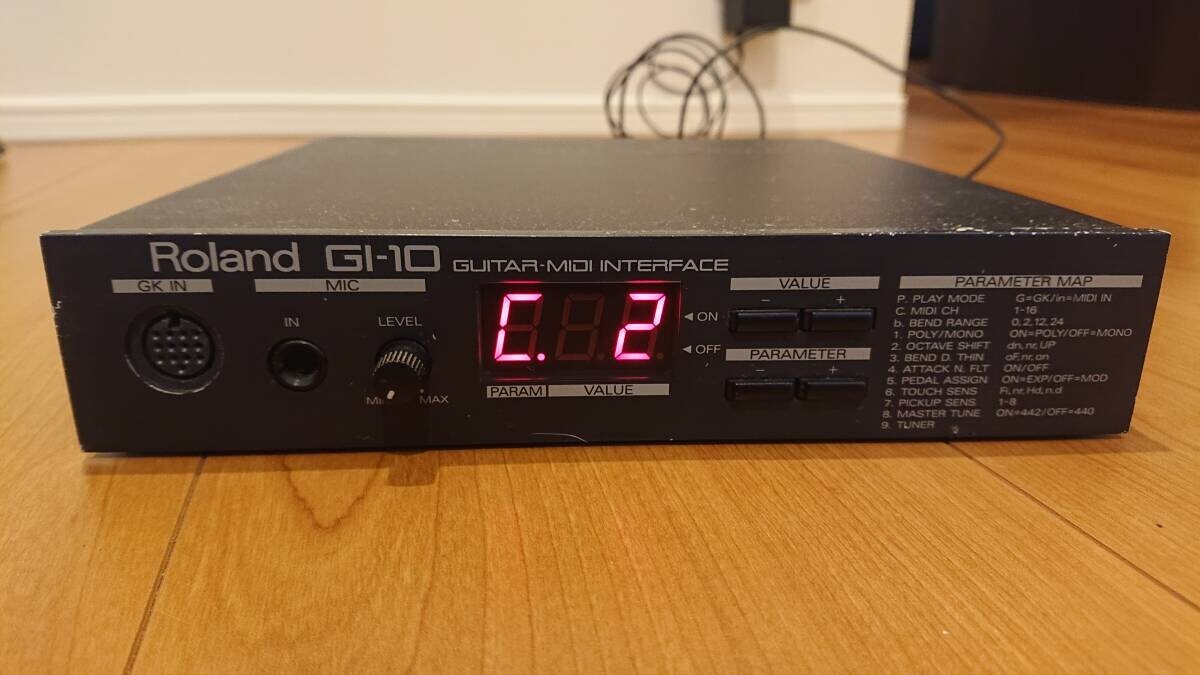 Roland GI-10 GUITAR-MIDI INTERFACE
GK IN
MIC
IN
LEVEL
MAX
C. 2
◀ ON
◀ OFF
PARAM VALUE
VALUE
- +
PARAMETER
- +
PARAMETER MAP
P. PLAY MODE G=GK/in=MIDI IN
C. MIDI CH 1-16
b. BEND RANGE 0,2,12,24
1. POLY/MONO ON=POLY/OFF=MONO
2. OCTAVE SHIFT dn,nr,UP
3. BEND D. THIN oF,nr,on
4. ATTACK N. FLT ON/OFF
5. PEDAL ASSIGN ON=EXP/OFF=MOD
6. TOUCH SENS Fi,nr,Hd,n.d
7. PICKUP SENS 1-8
8. MASTER TUNE ON=442/OFF=440
9. TUNER